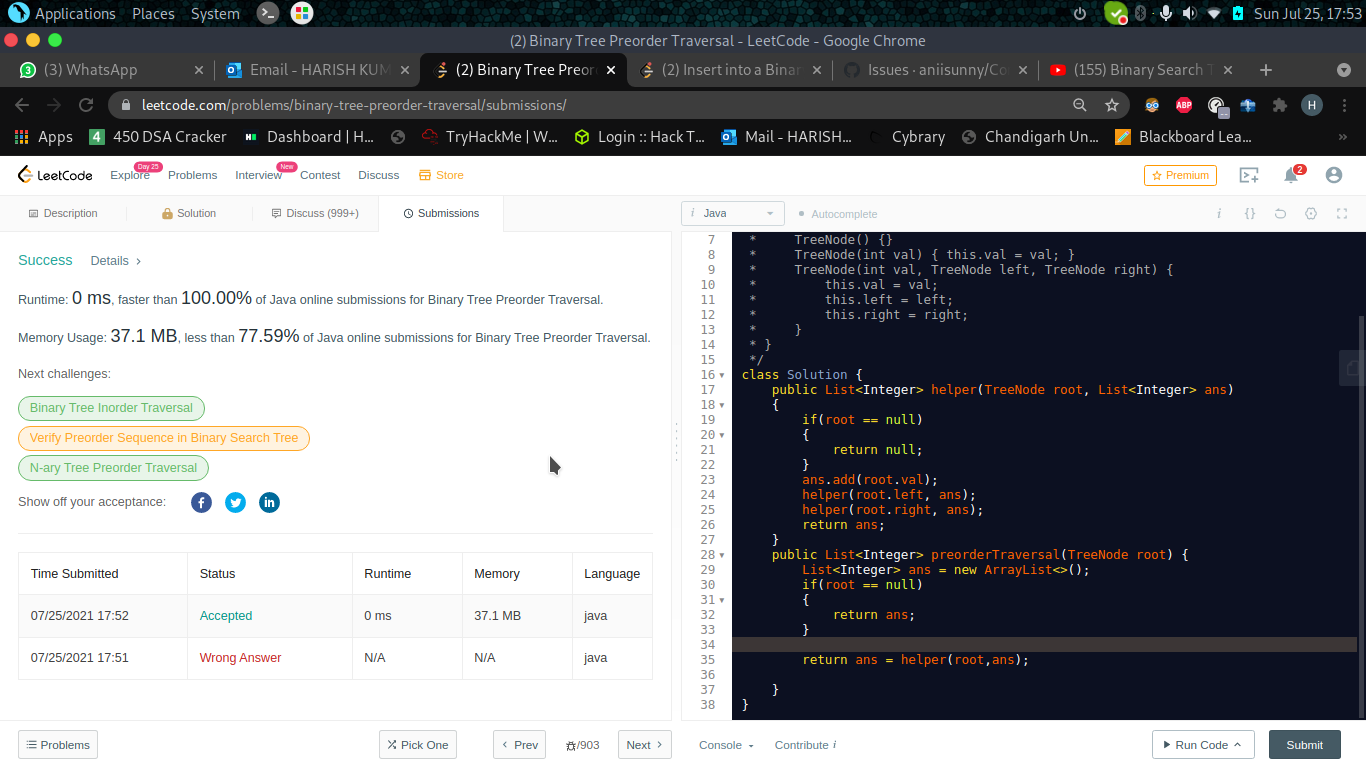 Applications Places System Sun Jul 25, 17:53
(2) Binary Tree Preorder Traversal - LeetCode - Google Chrome
3 (3) WhatsApp × Email - HARISH KUM × (2) Binary Tree Preor × (2) Insert into a Binar × Issues · aniisunny/Co × (155) Binary Search T × +
leetcode.com/problems/binary-tree-preorder-traversal/submissions/ ABP H
Apps 4 450 DSA Cracker Dashboard | H... TryHackMe | W... Login :: Hack T... Mail - HARISH... Cybrary Chandigarh Un... Blackboard Lea... »
LeetCode Explore Day 25 Problems Interview New Contest Discuss Store Premium 2
Description Solution Discuss (999+) Submissions
i Java Autocomplete i {}
Success Details >
Runtime: 0 ms, faster than 100.00% of Java online submissions for Binary Tree Preorder Traversal.
Memory Usage: 37.1 MB, less than 77.59% of Java online submissions for Binary Tree Preorder Traversal.
Next challenges:
Binary Tree Inorder Traversal
Verify Preorder Sequence in Binary Search Tree
N-ary Tree Preorder Traversal
Show off your acceptance: f in
Time Submitted Status Runtime Memory Language
07/25/2021 17:52 Accepted 0 ms 37.1 MB java
07/25/2021 17:51 Wrong Answer N/A N/A java
7 * TreeNode() {}
8 * TreeNode(int val) { this.val = val; }
9 * TreeNode(int val, TreeNode left, TreeNode right) {
10 * this.val = val;
11 * this.left = left;
12 * this.right = right;
13 * }
14 * }
15 */
16 class Solution {
17 public List<Integer> helper(TreeNode root, List<Integer> ans)
18 {
19 if(root == null)
20 {
21 return null;
22 }
23 ans.add(root.val);
24 helper(root.left, ans);
25 helper(root.right, ans);
26 return ans;
27 }
28 public List<Integer> preorderTraversal(TreeNode root) {
29 List<Integer> ans = new ArrayList<>();
30 if(root == null)
31 {
32 return ans;
33 }
34
35 return ans = helper(root,ans);
36
37 }
38 }
Problems Pick One < Prev /903 Next > Console Contribute i Run Code Submit